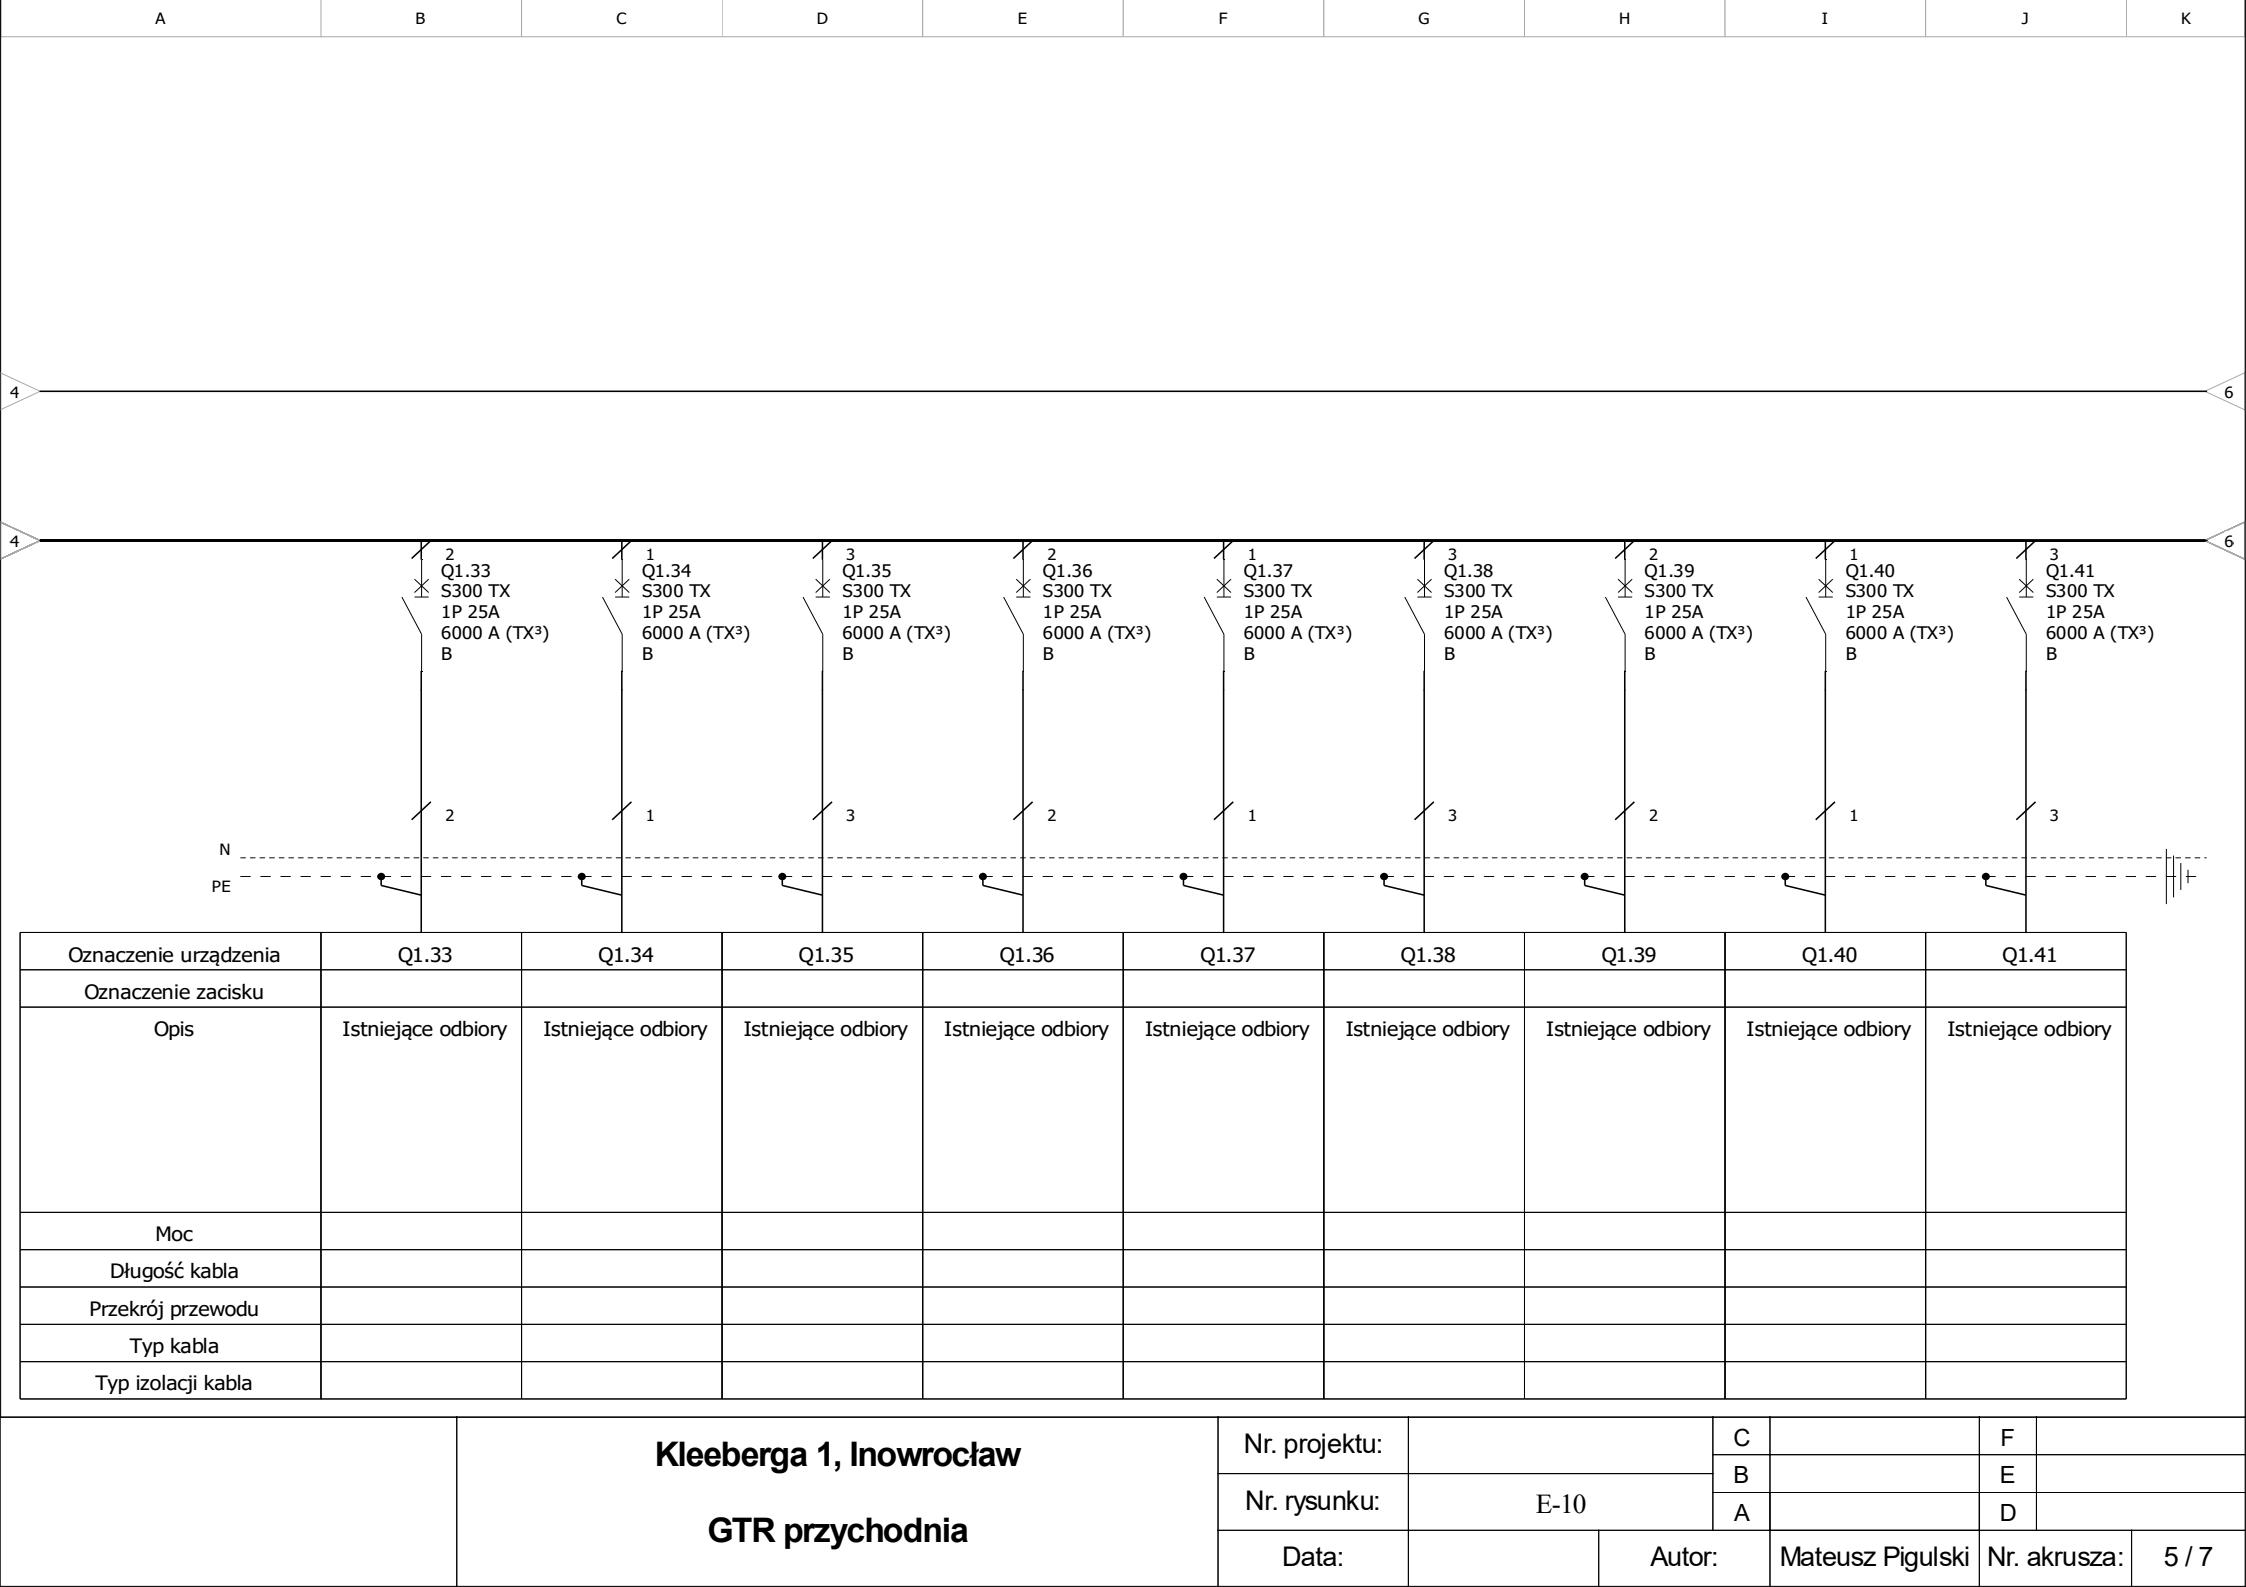 A B C D E F G H I J K
4 6
4 6
2 1 3 2 1 3 2 1 3
Q1.33 Q1.34 Q1.35 Q1.36 Q1.37 Q1.38 Q1.39 Q1.40 Q1.41
S300 TX S300 TX S300 TX S300 TX S300 TX S300 TX S300 TX S300 TX S300 TX
1P 25A 1P 25A 1P 25A 1P 25A 1P 25A 1P 25A 1P 25A 1P 25A 1P 25A
6000 A (TX³) 6000 A (TX³) 6000 A (TX³) 6000 A (TX³) 6000 A (TX³) 6000 A (TX³) 6000 A (TX³) 6000 A (TX³) 6000 A (TX³)
B B B B B B B B B
2 1 3 2 1 3 2 1 3
N
PE
Oznaczenie urządzenia Q1.33 Q1.34 Q1.35 Q1.36 Q1.37 Q1.38 Q1.39 Q1.40 Q1.41
Oznaczenie zacisku
Opis Istniejące odbiory Istniejące odbiory Istniejące odbiory Istniejące odbiory Istniejące odbiory Istniejące odbiory Istniejące odbiory Istniejące odbiory Istniejące odbiory
Moc
Długość kabla
Przekrój przewodu
Typ kabla
Typ izolacji kabla
Kleeberga 1, Inowrocław
GTR przychodnia
Nr. projektu: C F
B E
Nr. rysunku: E-10
A D
Data: Autor: Mateusz Pigulski Nr. akrusza: 5 / 7